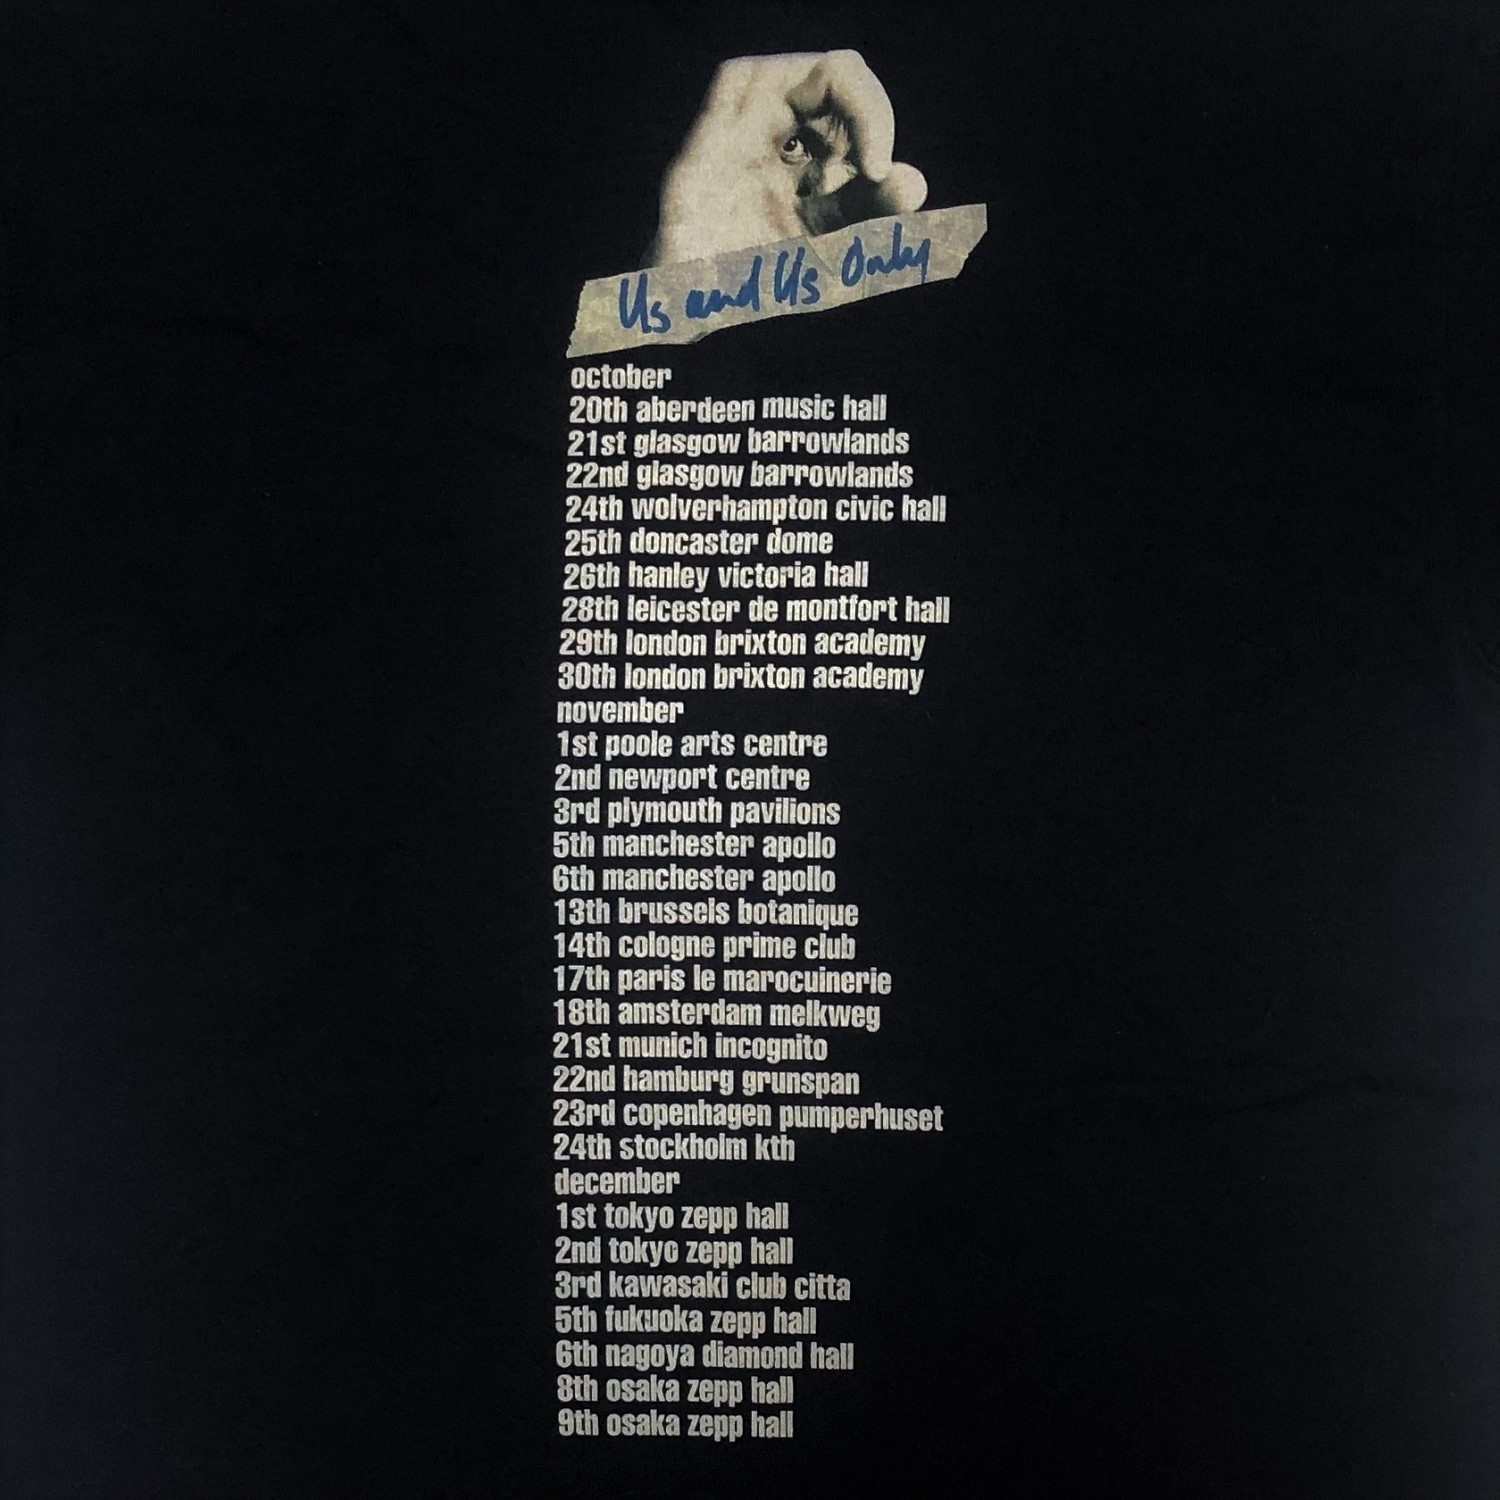 Us and Us Only
october
20th aberdeen music hall
21st glasgow barrowlands
22nd glasgow barrowlands
24th wolverhampton civic hall
25th doncaster dome
26th hanley victoria hall
28th leicester de montfort hall
29th london brixton academy
30th london brixton academy
november
1st poole arts centre
2nd newport centre
3rd plymouth pavilions
5th manchester apollo
6th manchester apollo
13th brussels botanique
14th cologne prime club
17th paris le marocuinerie
18th amsterdam melkweg
21st munich incognito
22nd hamburg grunspan
23rd copenhagen pumperhuset
24th stockholm kth
december
1st tokyo zepp hall
2nd tokyo zepp hall
3rd kawasaki club citta
5th fukuoka zepp hall
6th nagoya diamond hall
8th osaka zepp hall
9th osaka zepp hall